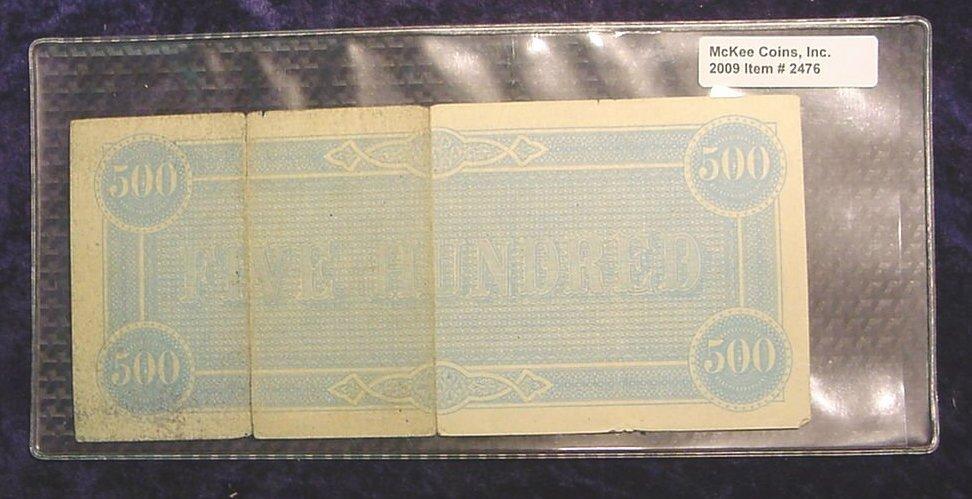 McKee Coins, Inc.
2009 Item # 2476
500 500
FIVE HUNDRED
500 500